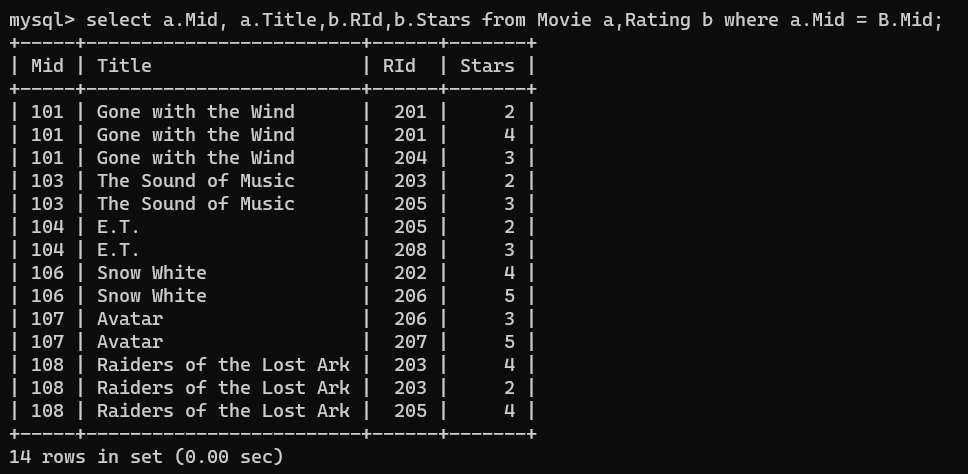 mysql> select a.Mid, a.Title,b.RId,b.Stars from Movie a,Rating b where a.Mid = B.Mid;
+-----+-------------------------+------+-------+
| Mid | Title                   | RId  | Stars |
+-----+-------------------------+------+-------+
| 101 | Gone with the Wind      |  201 |     2 |
| 101 | Gone with the Wind      |  201 |     4 |
| 101 | Gone with the Wind      |  204 |     3 |
| 103 | The Sound of Music      |  203 |     2 |
| 103 | The Sound of Music      |  205 |     3 |
| 104 | E.T.                    |  205 |     2 |
| 104 | E.T.                    |  208 |     3 |
| 106 | Snow White              |  202 |     4 |
| 106 | Snow White              |  206 |     5 |
| 107 | Avatar                  |  206 |     3 |
| 107 | Avatar                  |  207 |     5 |
| 108 | Raiders of the Lost Ark |  203 |     4 |
| 108 | Raiders of the Lost Ark |  203 |     2 |
| 108 | Raiders of the Lost Ark |  205 |     4 |
+-----+-------------------------+------+-------+
14 rows in set (0.00 sec)